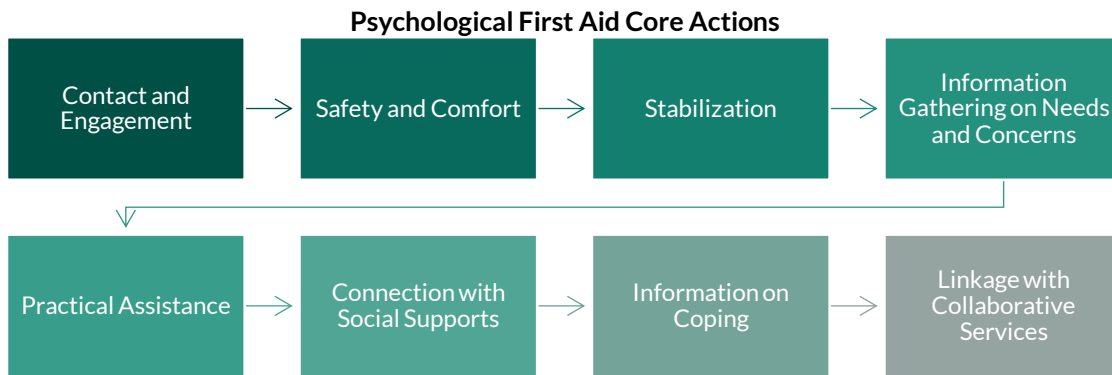 Psychological First Aid Core Actions
Contact and
Engagement
Safety and Comfort
Stabilization
Information
Gathering on Needs
and Concerns
Practical Assistance
Connection with
Social Supports
Information on
Coping
Linkage with
Collaborative
Services